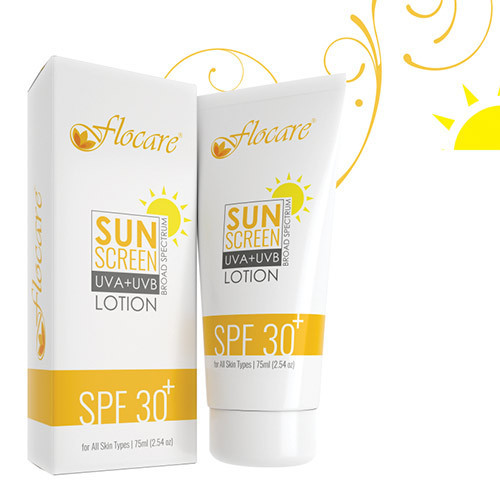 flocare®
SUN
SCREEN
UVA+UVB
LOTION
BROAD SPECTRUM
SPF 30+
for All Skin Types | 75ml (2.54 oz)
flocare
flocare®
SUN
SCREEN
UVA+UVB
LOTION
BROAD SPECTRUM
SPF 30+
for All Skin Types | 75ml (2.54 oz)